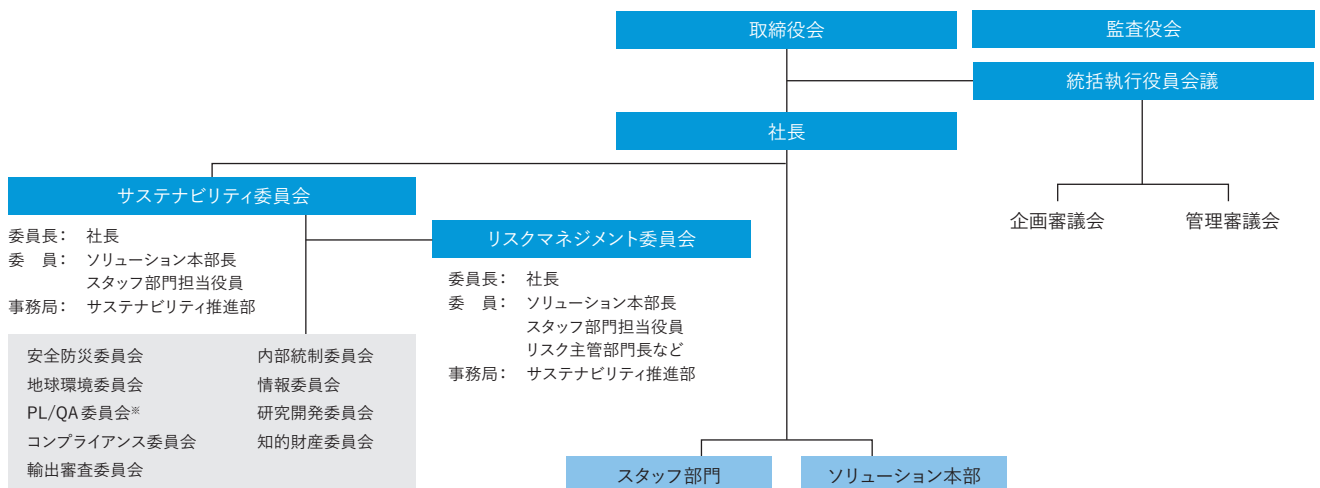 取締役会
監査役会
統括執行役員会議
社長
企画審議会
管理審議会
サステナビリティ委員会
委員長： 社長
委　員： ソリューション本部長
スタッフ部門担当役員
事務局： サステナビリティ推進部
リスクマネジメント委員会
委員長： 社長
委　員： ソリューション本部長
スタッフ部門担当役員
リスク主管部門長など
事務局： サステナビリティ推進部
安全防災委員会
地球環境委員会
PL/QA委員会※
コンプライアンス委員会
輸出審査委員会
内部統制委員会
情報委員会
研究開発委員会
知的財産委員会
スタッフ部門
ソリューション本部